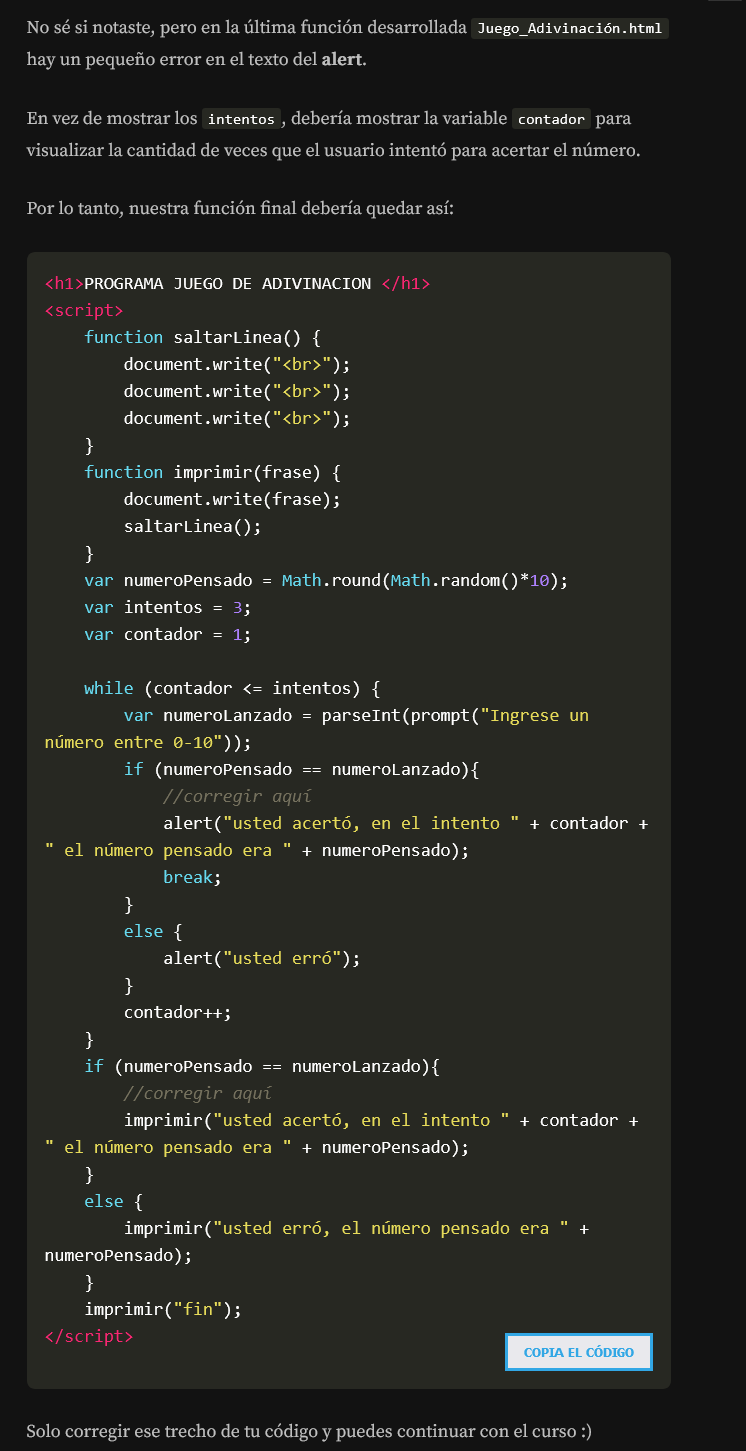 No sé si notaste, pero en la última función desarrollada Juego_Adivinación.html
hay un pequeño error en el texto del alert.
En vez de mostrar los intentos, debería mostrar la variable contador para
visualizar la cantidad de veces que el usuario intentó para acertar el número.
Por lo tanto, nuestra función final debería quedar así:
<h1>PROGRAMA JUEGO DE ADIVINACION </h1>
<script>
    function saltarLinea() {
        document.write("<br>");
        document.write("<br>");
        document.write("<br>");
    }
    function imprimir(frase) {
        document.write(frase);
        saltarLinea();
    }
    var numeroPensado = Math.round(Math.random()*10);
    var intentos = 3;
    var contador = 1;
    while (contador <= intentos) {
        var numeroLanzado = parseInt(prompt("Ingrese un
número entre 0-10"));
        if (numeroPensado == numeroLanzado){
            //corregir aquí
            alert("usted acertó, en el intento " + contador +
" el número pensado era " + numeroPensado);
            break;
        }
        else {
            alert("usted erró");
        }
        contador++;
    }
    if (numeroPensado == numeroLanzado){
        //corregir aquí
        imprimir("usted acertó, en el intento " + contador +
" el número pensado era " + numeroPensado);
    }
    else {
        imprimir("usted erró, el número pensado era " +
numeroPensado);
    }
    imprimir("fin");
</script>
COPIA EL CÓDIGO
Solo corregir ese trecho de tu código y puedes continuar con el curso :)